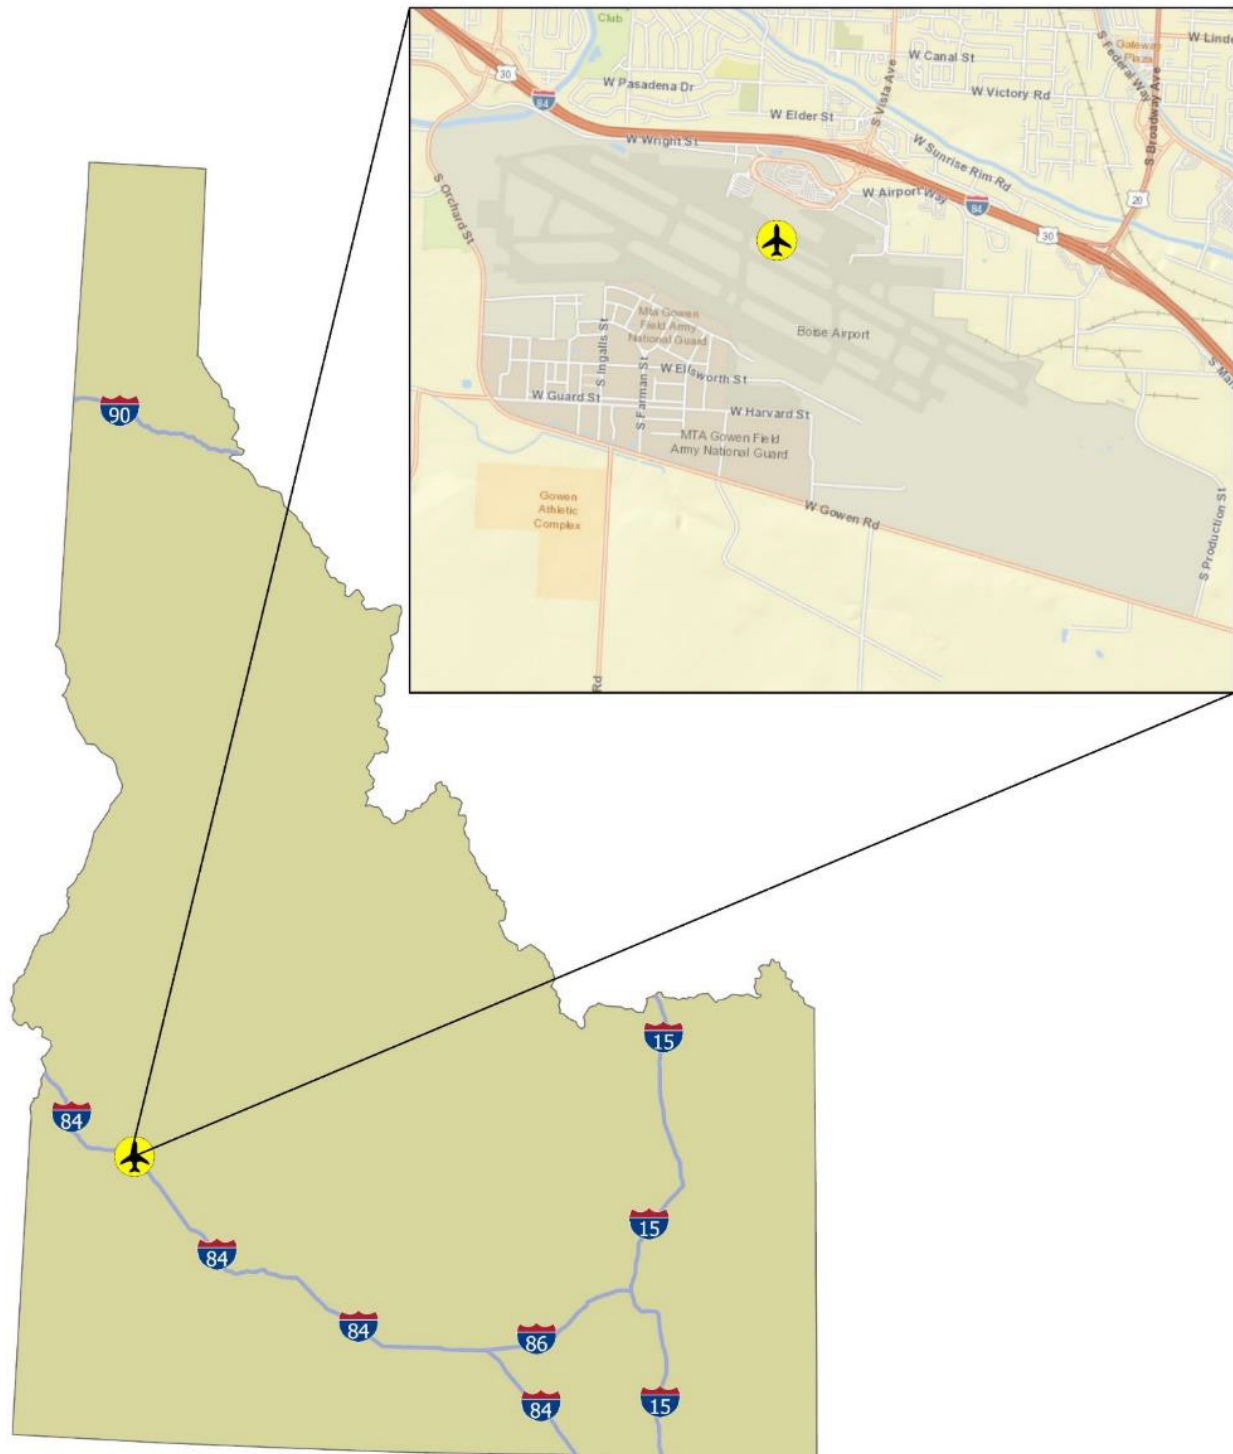 Club
W Canal St
Gateway
Plaza
S Federal Way
W Linde
30
W Pasadena Dr
84
S Vista Ave
W Victory Rd
S Broadway Ave
W Elder St
W Wright St
W Sunrise Rim Rd
S Orchard St
W Airport Way
84
20
30
Mta Gowen
Field Army
National Guard
Boise Airport
S Ingalls St
S Farman St
W Ellsworth St
W Guard St
W Harvard St
MTA Gowen Field
Army National Guard
Gowen
Athletic
Complex
W Gowen Rd
S Production St
Rd
90
15
84
15
84
84
86
84
15